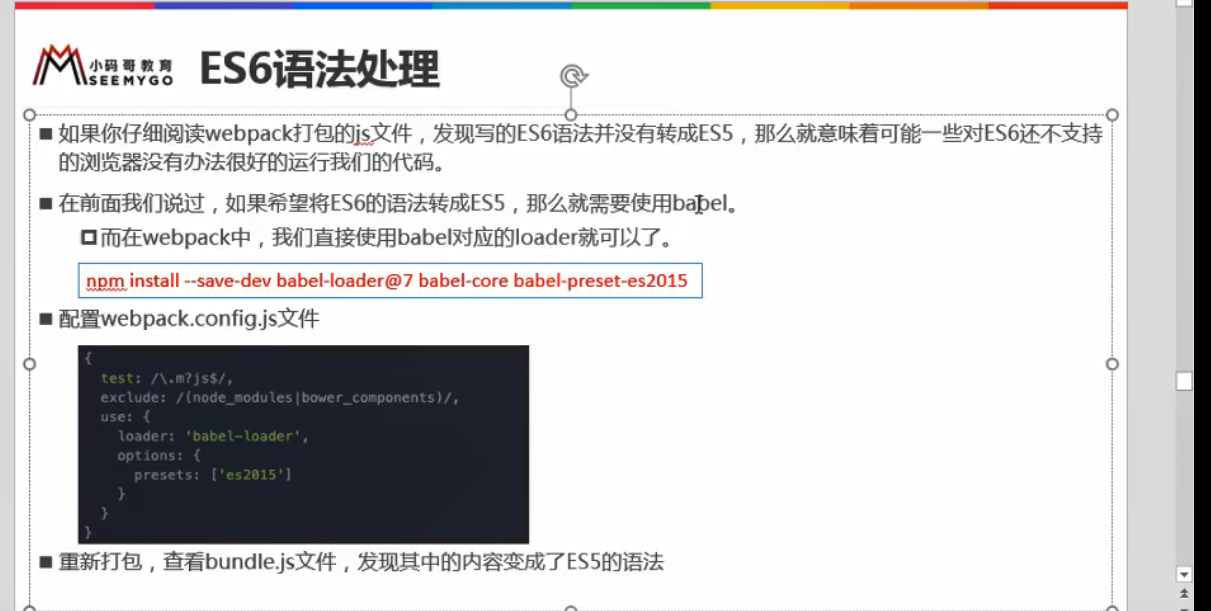 小码哥教育
SEEMYGO
ES6语法处理
■ 如果你仔细阅读webpack打包的js文件，发现写的ES6语法并没有转成ES5，那么就意味着可能一些对ES6还不支持
的浏览器没有办法很好的运行我们的代码。
■ 在前面我们说过，如果希望将ES6的语法转成ES5，那么就需要使用babel。
而在webpack中，我们直接使用babel对应的loader就可以了。
npm install --save-dev babel-loader@7 babel-core babel-preset-es2015
■ 配置webpack.config.js文件
{
test: /\.m?js$/,
exclude: /(node_modules|bower_components)/,
use: {
loader: 'babel-loader',
options: {
presets: ['es2015']
}
}
}
■ 重新打包，查看bundle.js文件，发现其中的内容变成了ES5的语法